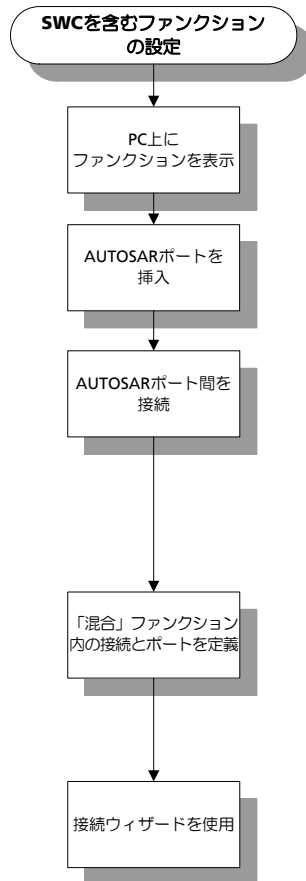 SWCを含むファンクション
の設定
PC上に
ファンクションを表示
AUTOSARポートを
挿入
AUTOSARポート間を
接続
「混合」ファンクション
内の接続とポートを定義
接続ウィザードを使用